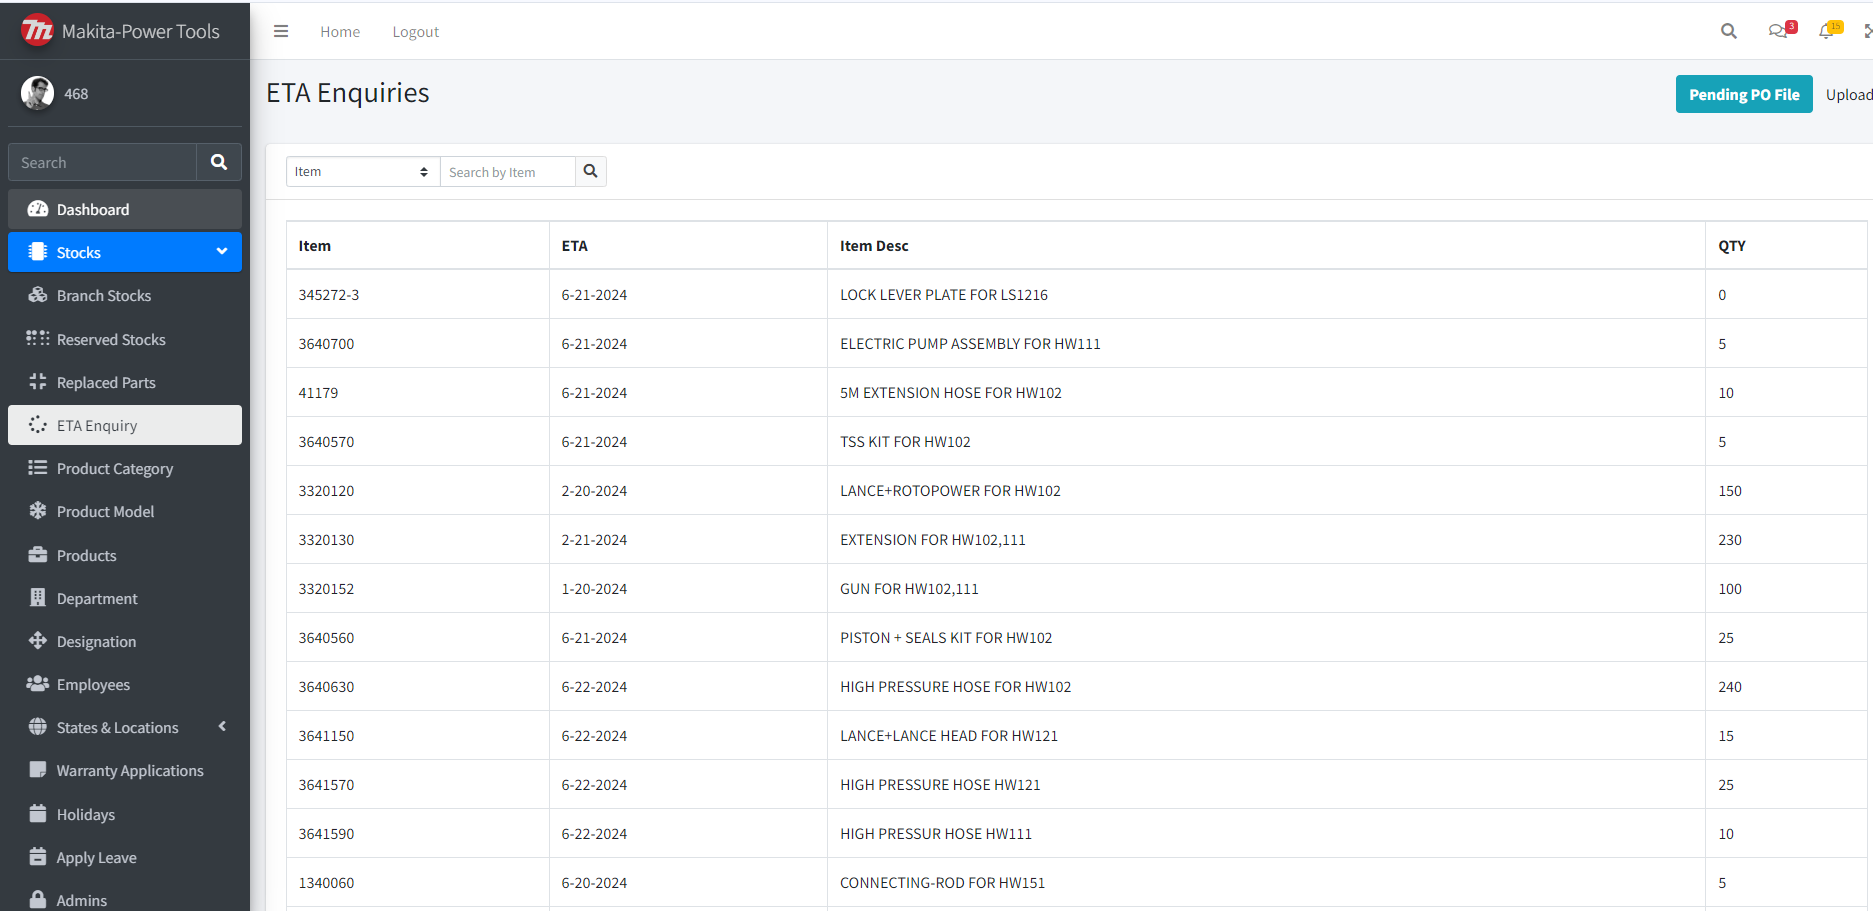 Makita-Power Tools
Home Logout
3
15
468
ETA Enquiries
Pending PO File
Upload
Search
Item
Search by Item
Dashboard
Stocks
Branch Stocks
Reserved Stocks
Replaced Parts
ETA Enquiry
Product Category
Product Model
Products
Department
Designation
Employees
States & Locations
Warranty Applications
Holidays
Apply Leave
Admins
Item ETA Item Desc QTY
345272-3 6-21-2024 LOCK LEVER PLATE FOR LS1216 0
3640700 6-21-2024 ELECTRIC PUMP ASSEMBLY FOR HW111 5
41179 6-21-2024 5M EXTENSION HOSE FOR HW102 10
3640570 6-21-2024 TSS KIT FOR HW102 5
3320120 2-20-2024 LANCE+ROTOPOWER FOR HW102 150
3320130 2-21-2024 EXTENSION FOR HW102,111 230
3320152 1-20-2024 GUN FOR HW102,111 100
3640560 6-21-2024 PISTON + SEALS KIT FOR HW102 25
3640630 6-22-2024 HIGH PRESSURE HOSE FOR HW102 240
3641150 6-22-2024 LANCE+LANCE HEAD FOR HW121 15
3641570 6-22-2024 HIGH PRESSURE HOSE HW121 25
3641590 6-22-2024 HIGH PRESSUR HOSE HW111 10
1340060 6-20-2024 CONNECTING-ROD FOR HW151 5